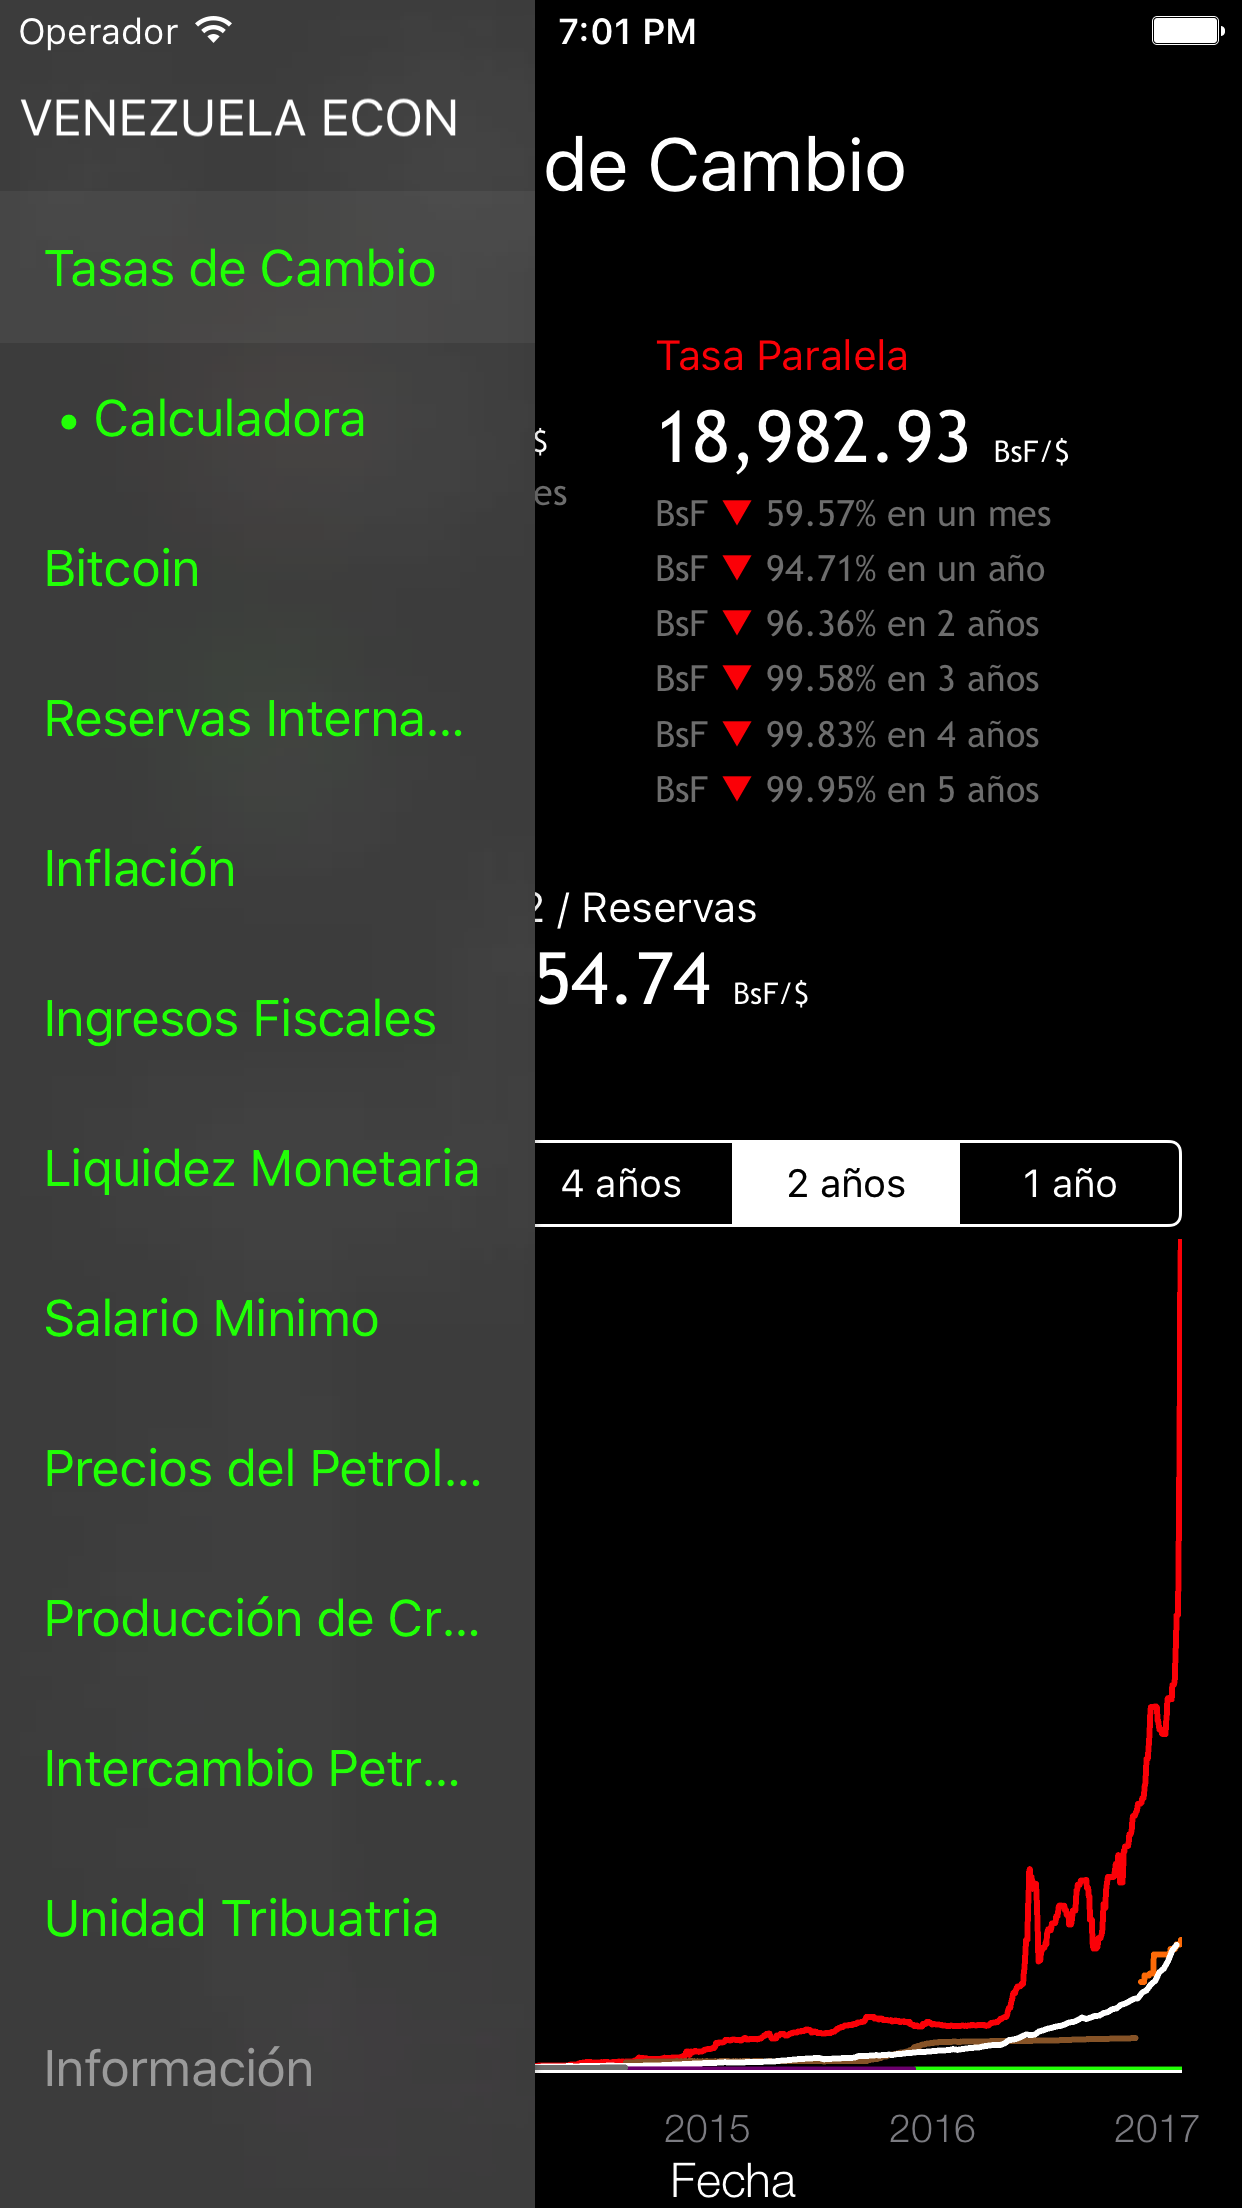 Operador
7:01 PM
VENEZUELA ECON
Tasas de Cambio
• Calculadora
Bitcoin
Reservas Interna...
Inflación
Ingresos Fiscales
Liquidez Monetaria
Salario Minimo
Precios del Petrol...
Producción de Cr...
Intercambio Petr...
Unidad Tribuatria
Información
de Cambio
$
es
Tasa Paralela
18,982.93 BsF/$
BsF ▼ 59.57% en un mes
BsF ▼ 94.71% en un año
BsF ▼ 96.36% en 2 años
BsF ▼ 99.58% en 3 años
BsF ▼ 99.83% en 4 años
BsF ▼ 99.95% en 5 años
2 / Reservas
54.74 BsF/$
4 años 2 años 1 año
2015 2016 2017
Fecha